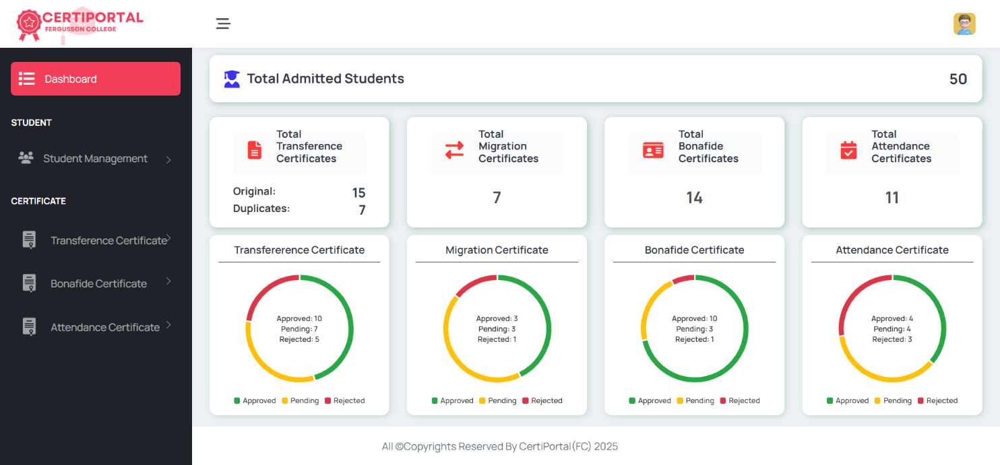 CERTIPORTAL
FERGUSSON COLLEGE
Dashboard
STUDENT
Student Management
CERTIFICATE
Transference Certificate
Bonafide Certificate
Attendance Certificate
Total Admitted Students
50
Total
Transference
Certificates
Original: 15
Duplicates: 7
Total
Migration
Certificates
7
Total
Bonafide
Certificates
14
Total
Attendance
Certificates
11
Transfererence Certificate
Approved: 10
Pending: 7
Rejected: 5
Approved Pending Rejected
Migration Certificate
Approved: 3
Pending: 3
Rejected: 1
Approved Pending Rejected
Bonafide Certificate
Approved: 10
Pending: 3
Rejected: 1
Approved Pending Rejected
Attendance Certificate
Approved: 4
Pending: 4
Rejected: 3
Approved Pending Rejected
All ©Copyrights Reserved By CertiPortal(FC) 2025